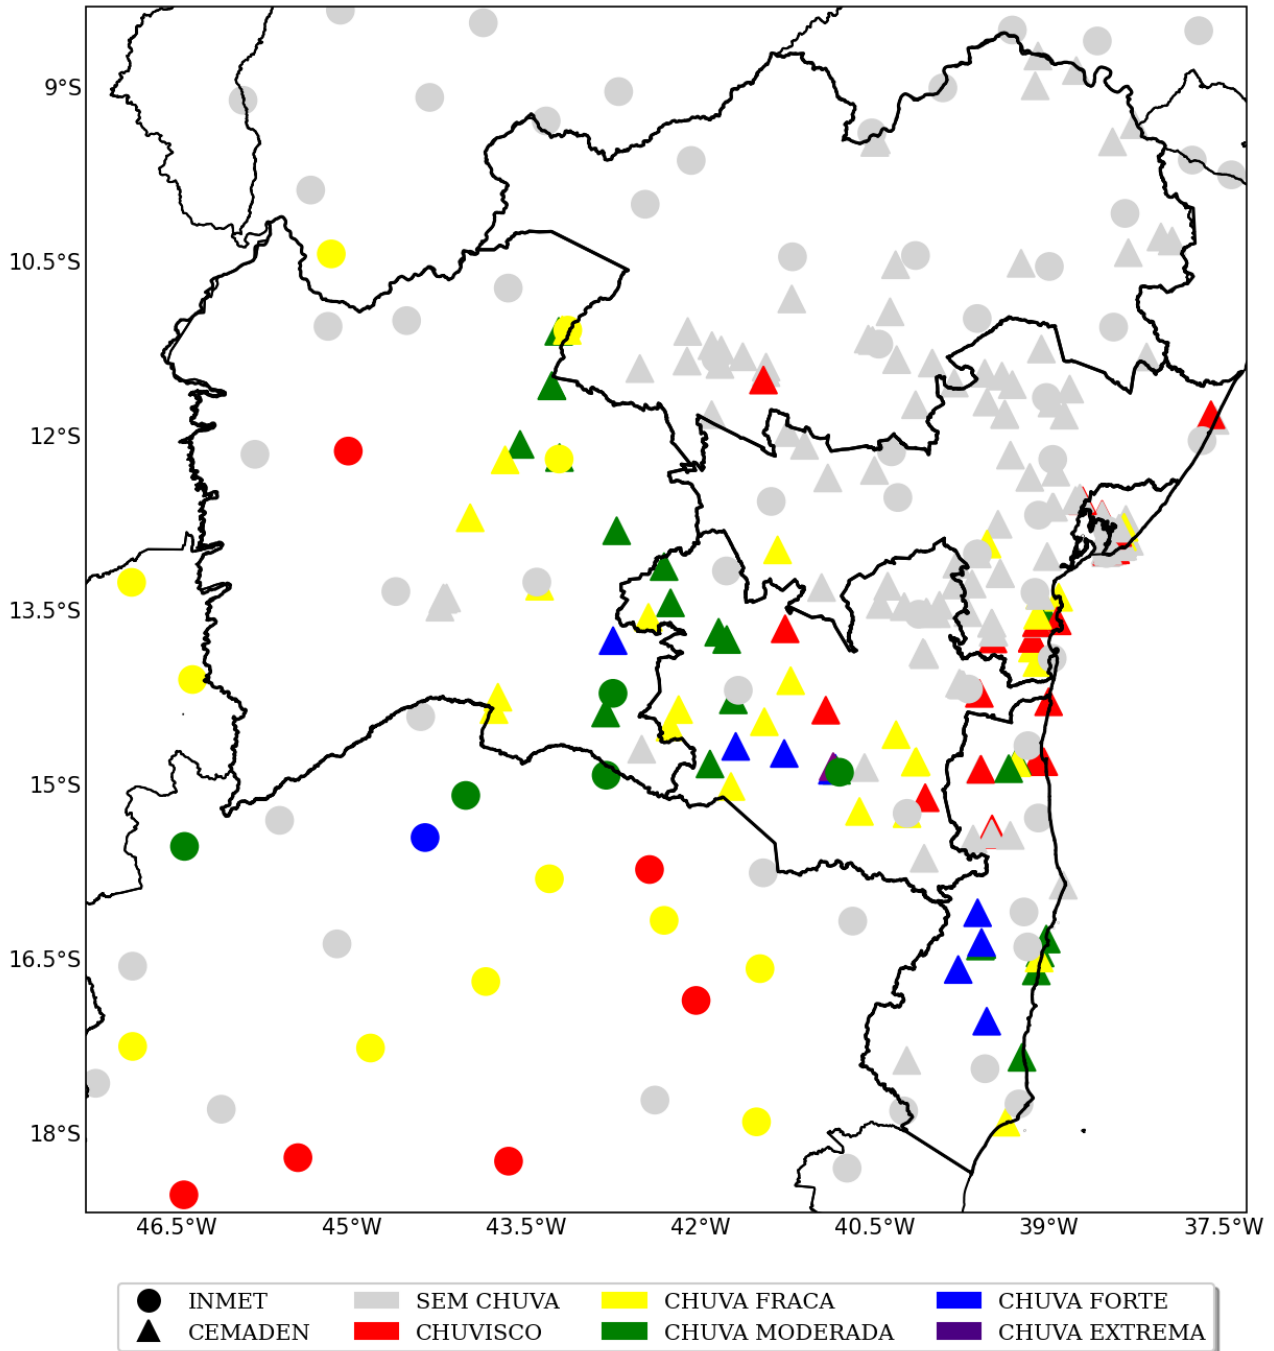 9°S
10.5°S
12°S
13.5°S
15°S
16.5°S
18°S
46.5°W 45°W 43.5°W 42°W 40.5°W 39°W 37.5°W
INMET SEM CHUVA CHUVA FRACA CHUVA FORTE
CEMADEN CHUVISCO CHUVA MODERADA CHUVA EXTREMA